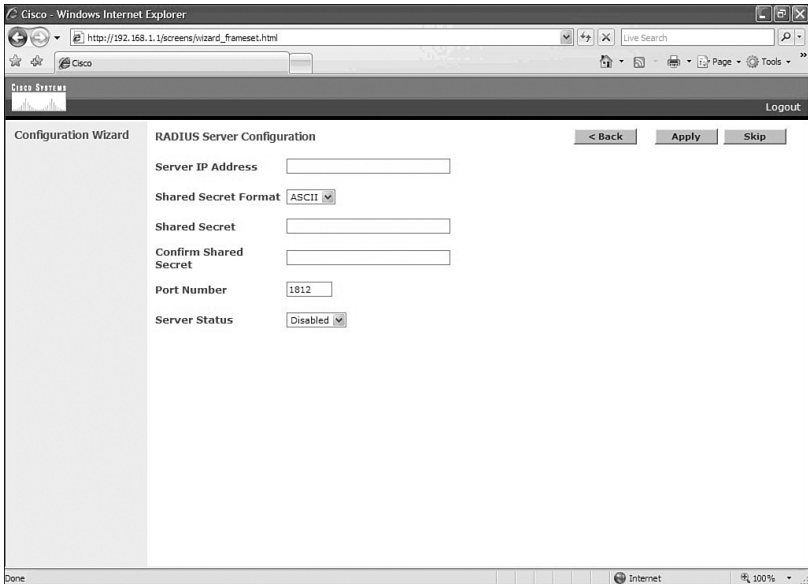 Cisco - Windows Internet Explorer
http://192.168.1.1/screens/wizard_frameset.html
Live Search
Cisco
Page
Tools
»
CISCO SYSTEMS
Logout
Configuration Wizard
RADIUS Server Configuration
< Back
Apply
Skip
Server IP Address
Shared Secret Format
ASCII
Shared Secret
Confirm Shared
Secret
Port Number
1812
Server Status
Disabled
Done
Internet
100%